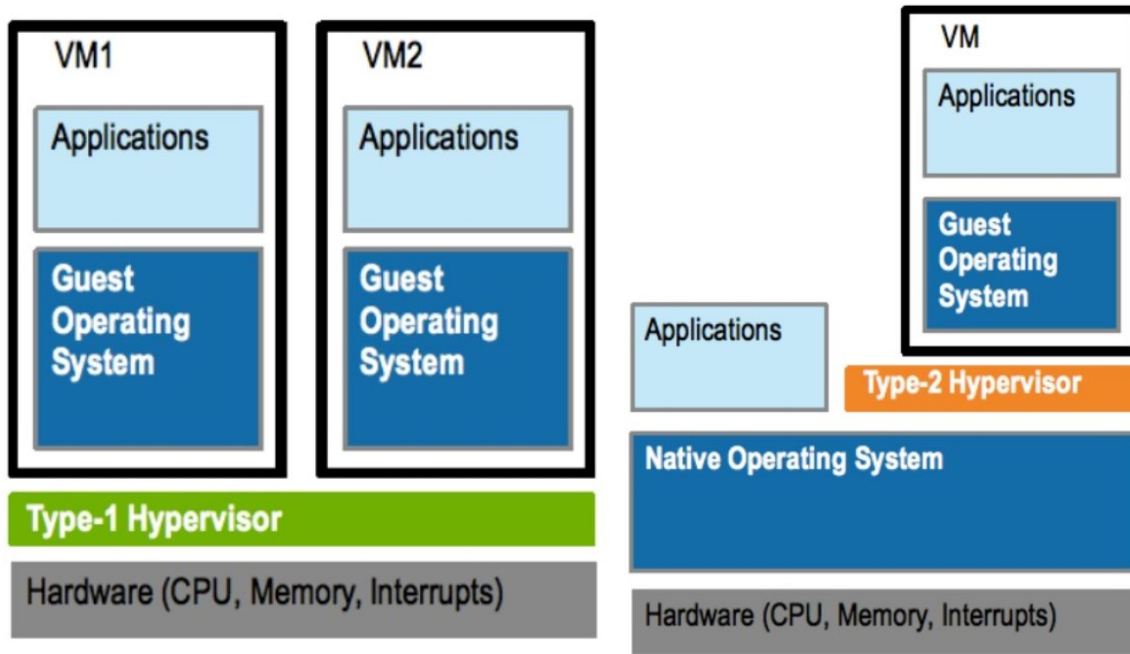 VM1
Applications
Guest
Operating
System
VM2
Applications
Guest
Operating
System
Type-1 Hypervisor
Hardware (CPU, Memory, Interrupts)
VM
Applications
Guest
Operating
System
Applications
Type-2 Hypervisor
Native Operating System
Hardware (CPU, Memory, Interrupts)